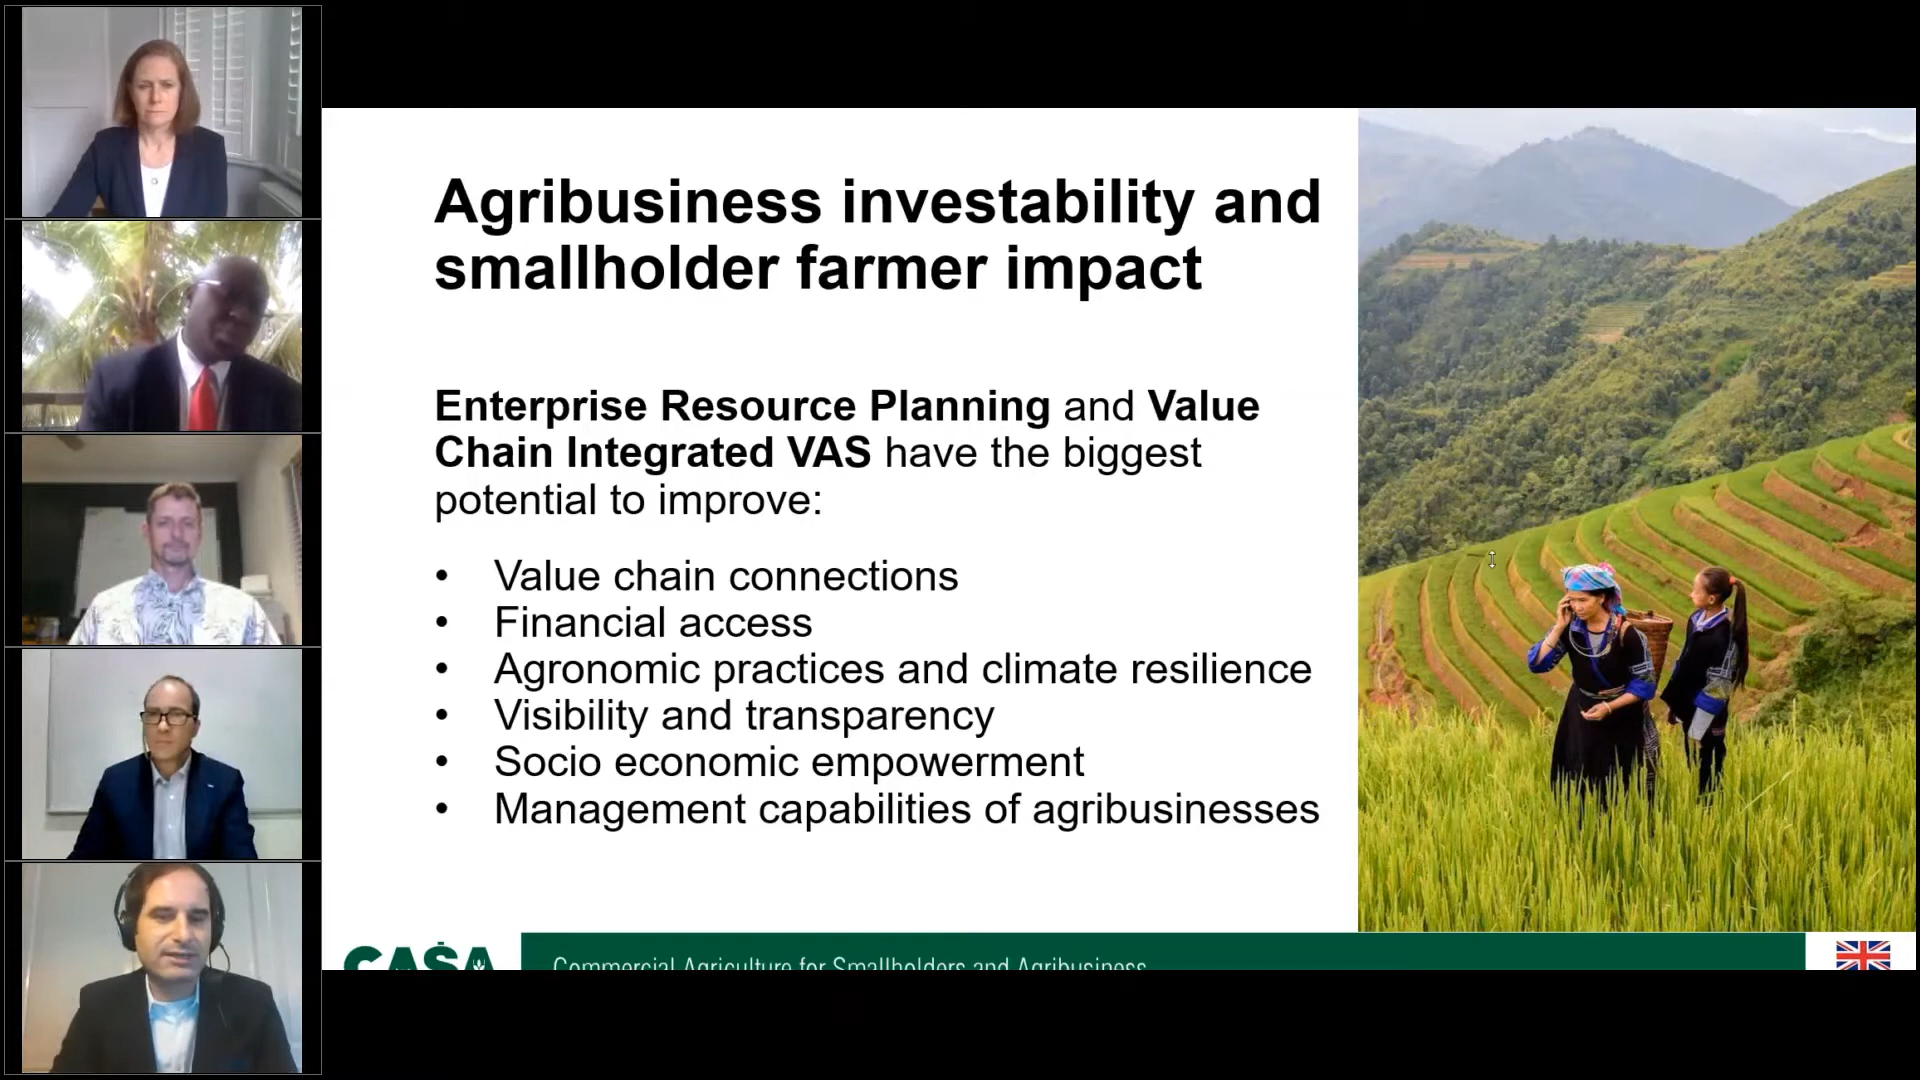 Agribusiness investability and
smallholder farmer impact
Enterprise Resource Planning and Value
Chain Integrated VAS have the biggest
potential to improve:
• Value chain connections
• Financial access
• Agronomic practices and climate resilience
• Visibility and transparency
• Socio economic empowerment
• Management capabilities of agribusinesses
CASA
Commercial Agriculture for Smallholders and Agribusiness